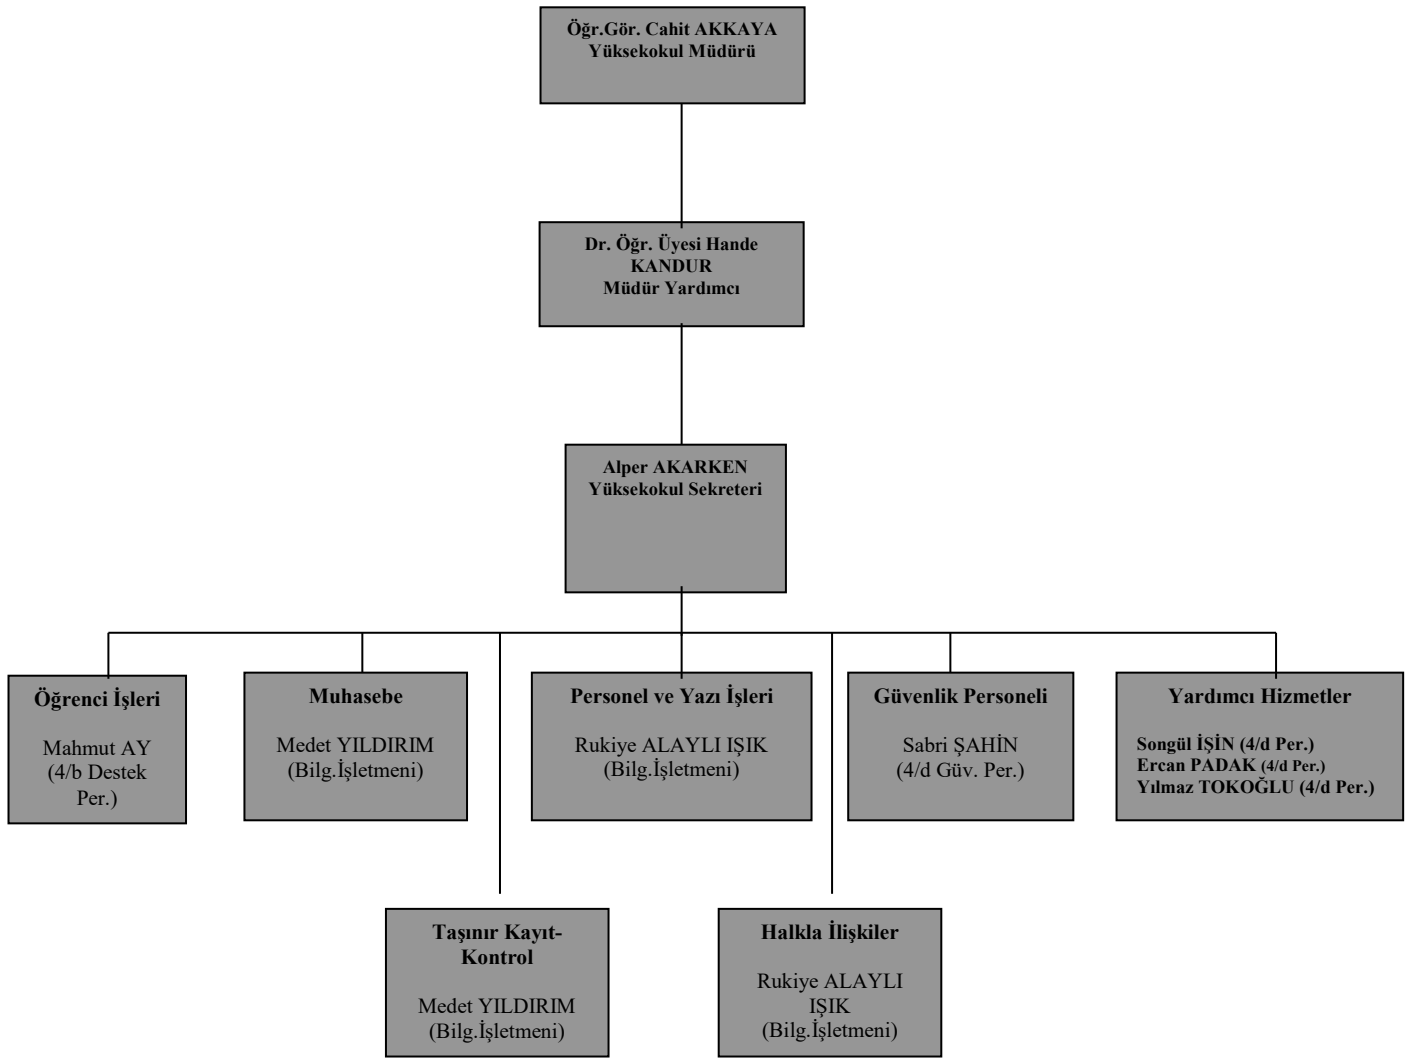 Öğr.Gör. Cahit AKKAYA
Yüksekokul Müdürü
Dr. Öğr. Üyesi Hande
KANDUR
Müdür Yardımcı
Alper AKARKEN
Yüksekokul Sekreteri
Öğrenci İşleri
Mahmut AY
(4/b Destek
Per.)
Muhasebe
Medet YILDIRIM
(Bilg.İşletmeni)
Personel ve Yazı İşleri
Rukiye ALAYLI IŞIK
(Bilg.İşletmeni)
Güvenlik Personeli
Sabri ŞAHİN
(4/d Güv. Per.)
Yardımcı Hizmetler
Songül İŞİN (4/d Per.)
Ercan PADAK (4/d Per.)
Yılmaz TOKOĞLU (4/d Per.)
Taşınır Kayıt-
Kontrol
Medet YILDIRIM
(Bilg.İşletmeni)
Halkla İlişkiler
Rukiye ALAYLI
IŞIK
(Bilg.İşletmeni)